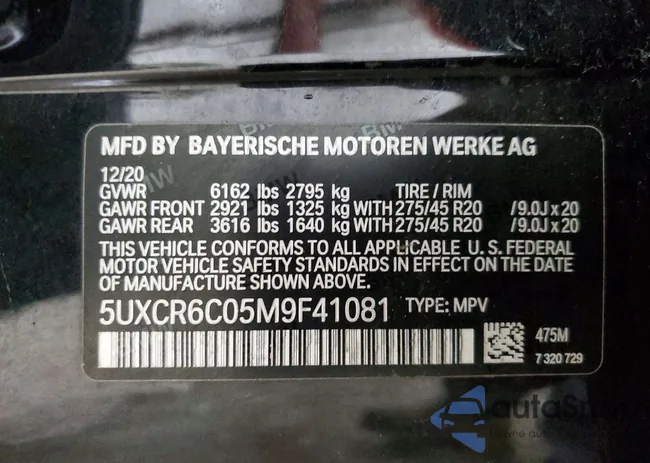 MFD BY BAYERISCHE MOTOREN WERKE AG
12/20
GVWR 6162 lbs 2795 kg TIRE / RIM
GAWR FRONT 2921 lbs 1325 kg WITH 275/45 R20 /9.0J x 20
GAWR REAR 3616 lbs 1640 kg WITH 275/45 R20 /9.0J x 20
THIS VEHICLE CONFORMS TO ALL APPLICABLE U.S. FEDERAL
MOTOR VEHICLE SAFETY STANDARDS IN EFFECT ON THE DATE
OF MANUFACTURE SHOWN ABOVE.
5UXCR6C05M9F41081 TYPE: MPV
475M
7 320 729